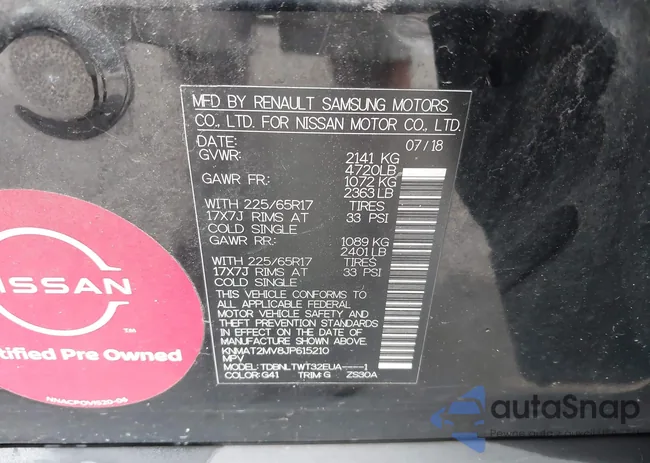 MFD BY RENAULT SAMSUNG MOTORS
CO., LTD. FOR NISSAN MOTOR CO., LTD.
DATE: 07/18
GVWR: 2141 KG
4720LB
GAWR FR.: 1072 KG
2363 LB
WITH 225/65R17 TIRES
17X7J RIMS AT 33 PSI
COLD SINGLE
GAWR RR.: 1089 KG
2401 LB
WITH 225/65R17 TIRES
17X7J RIMS AT 33 PSI
COLD SINGLE
THIS VEHICLE CONFORMS TO
ALL APPLICABLE FEDERAL
MOTOR VEHICLE SAFETY AND
THEFT PREVENTION STANDARDS
IN EFFECT ON THE DATE OF
MANUFACTURE SHOWN ABOVE.
KNMAT2MV8JP615210
MPV
MODEL: TDBNLTWT32EUA----1
COLOR: G41 TRIM: G ZS30A
NISSAN
TM
tified Pre Owned
autoSnap